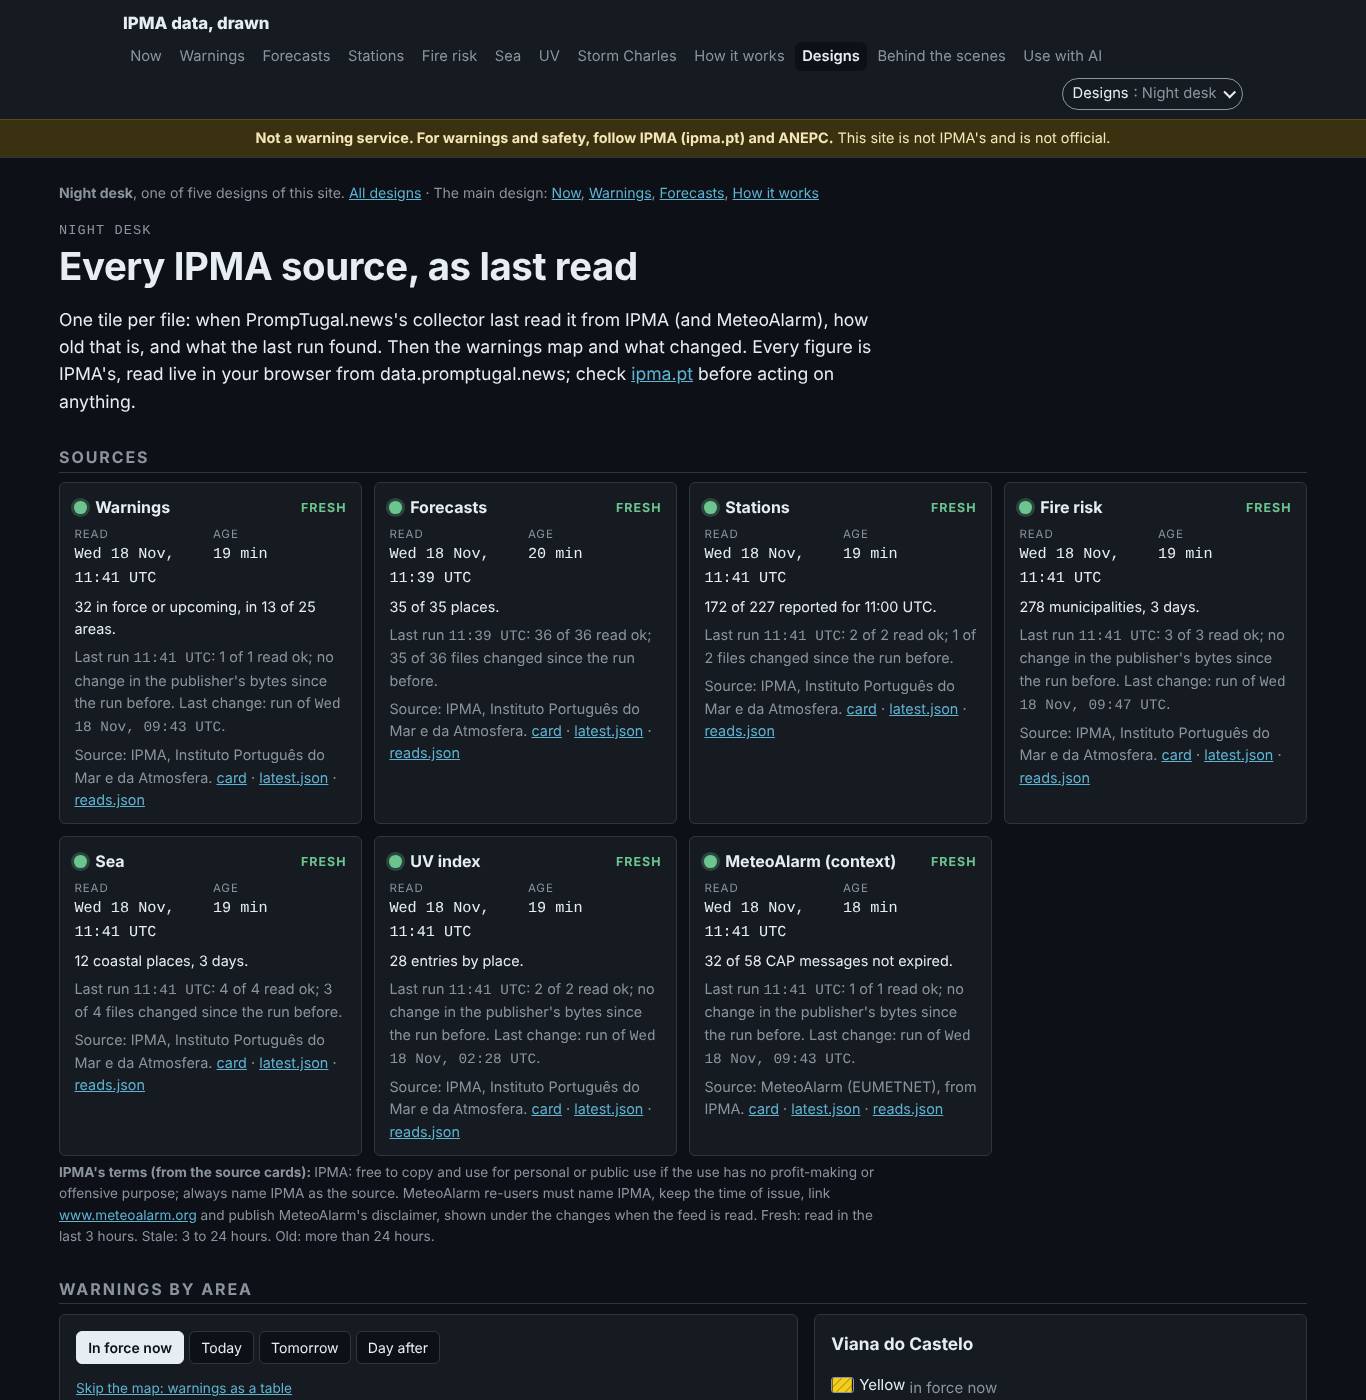 IPMA data, drawn
Now Warnings Forecasts Stations Fire risk Sea UV Storm Charles How it works Designs Behind the scenes Use with AI
Designs : Night desk
Not a warning service. For warnings and safety, follow IPMA (ipma.pt) and ANEPC. This site is not IPMA's and is not official.
Night desk, one of five designs of this site. All designs · The main design: Now, Warnings, Forecasts, How it works
NIGHT DESK
Every IPMA source, as last read
One tile per file: when PrompTugal.news's collector last read it from IPMA (and MeteoAlarm), how
old that is, and what the last run found. Then the warnings map and what changed. Every figure is
IPMA's, read live in your browser from data.promptugal.news; check ipma.pt before acting on
anything.
SOURCES
Warnings FRESH
READ AGE
Wed 18 Nov, 19 min
11:41 UTC
32 in force or upcoming, in 13 of 25
areas.
Last run 11:41 UTC: 1 of 1 read ok; no
change in the publisher's bytes since
the run before. Last change: run of Wed
18 Nov, 09:43 UTC.
Source: IPMA, Instituto Português do
Mar e da Atmosfera. card · latest.json ·
reads.json
Forecasts FRESH
READ AGE
Wed 18 Nov, 20 min
11:39 UTC
35 of 35 places.
Last run 11:39 UTC: 36 of 36 read ok;
35 of 36 files changed since the run
before.
Source: IPMA, Instituto Português do
Mar e da Atmosfera. card · latest.json ·
reads.json
Stations FRESH
READ AGE
Wed 18 Nov, 19 min
11:41 UTC
172 of 227 reported for 11:00 UTC.
Last run 11:41 UTC: 2 of 2 read ok; 1 of
2 files changed since the run before.
Source: IPMA, Instituto Português do
Mar e da Atmosfera. card · latest.json ·
reads.json
Fire risk FRESH
READ AGE
Wed 18 Nov, 19 min
11:41 UTC
278 municipalities, 3 days.
Last run 11:41 UTC: 3 of 3 read ok; no
change in the publisher's bytes since
the run before. Last change: run of Wed
18 Nov, 09:47 UTC.
Source: IPMA, Instituto Português do
Mar e da Atmosfera. card · latest.json ·
reads.json
Sea FRESH
READ AGE
Wed 18 Nov, 19 min
11:41 UTC
12 coastal places, 3 days.
Last run 11:41 UTC: 4 of 4 read ok; 3
of 4 files changed since the run before.
Source: IPMA, Instituto Português do
Mar e da Atmosfera. card · latest.json ·
reads.json
UV index FRESH
READ AGE
Wed 18 Nov, 19 min
11:41 UTC
28 entries by place.
Last run 11:41 UTC: 2 of 2 read ok; no
change in the publisher's bytes since
the run before. Last change: run of Wed
18 Nov, 02:28 UTC.
Source: IPMA, Instituto Português do
Mar e da Atmosfera. card · latest.json ·
reads.json
MeteoAlarm (context) FRESH
READ AGE
Wed 18 Nov, 18 min
11:41 UTC
32 of 58 CAP messages not expired.
Last run 11:41 UTC: 1 of 1 read ok; no
change in the publisher's bytes since
the run before. Last change: run of Wed
18 Nov, 09:43 UTC.
Source: MeteoAlarm (EUMETNET), from
IPMA. card · latest.json · reads.json
IPMA's terms (from the source cards): IPMA: free to copy and use for personal or public use if the use has no profit-making or
offensive purpose; always name IPMA as the source. MeteoAlarm re-users must name IPMA, keep the time of issue, link
www.meteoalarm.org and publish MeteoAlarm's disclaimer, shown under the changes when the feed is read. Fresh: read in the
last 3 hours. Stale: 3 to 24 hours. Old: more than 24 hours.
WARNINGS BY AREA
In force now Today Tomorrow Day after
Skip the map: warnings as a table
Viana do Castelo
Yellow in force now